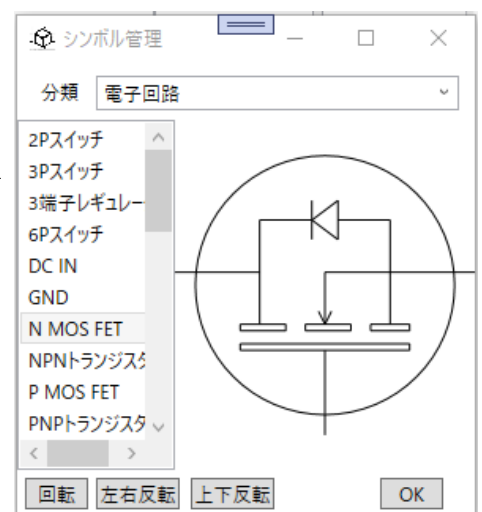 シンボル管理
分類 電子回路
2Pスイッチ
3Pスイッチ
3端子レギュレー
6Pスイッチ
DC IN
GND
N MOS FET
NPNトランジスタ
P MOS FET
PNPトランジスタ
回転 左右反転 上下反転 OK